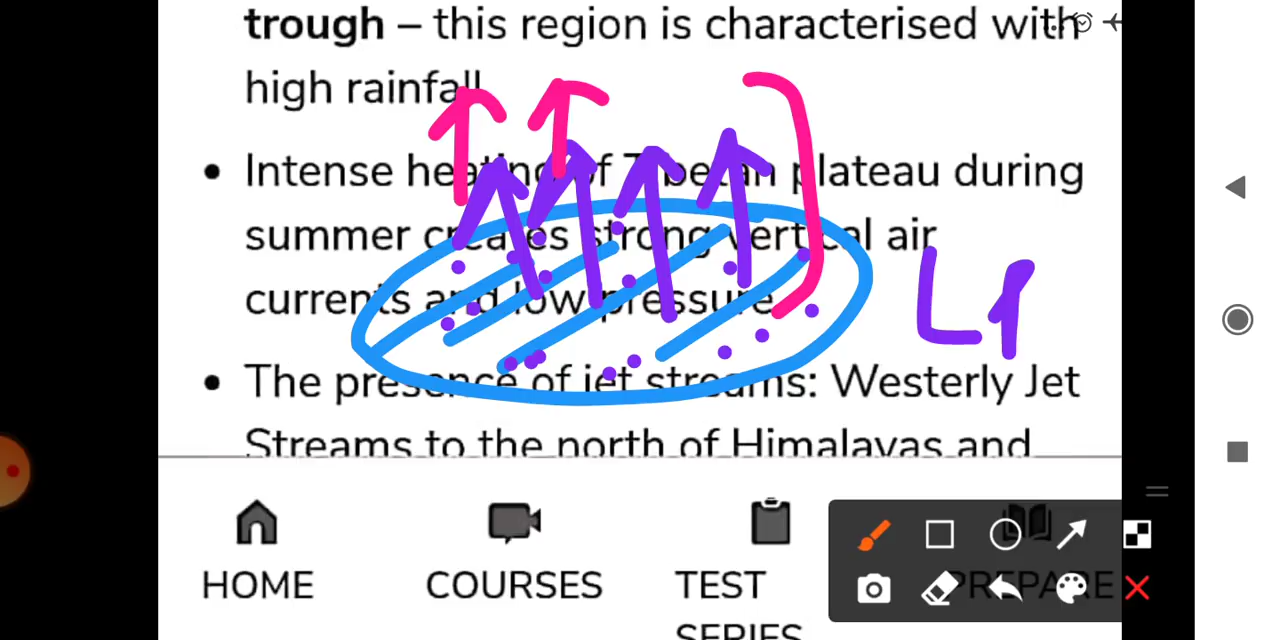 trough – this region is characterised with
high rainfall
• Intense heating of Tibetan plateau during
summer creates strong vertical air
currents and low pressure
L1
• The presence of jet streams: Westerly Jet
Streams to the north of Himalayas and
HOME COURSES TEST SERIES PREPARE